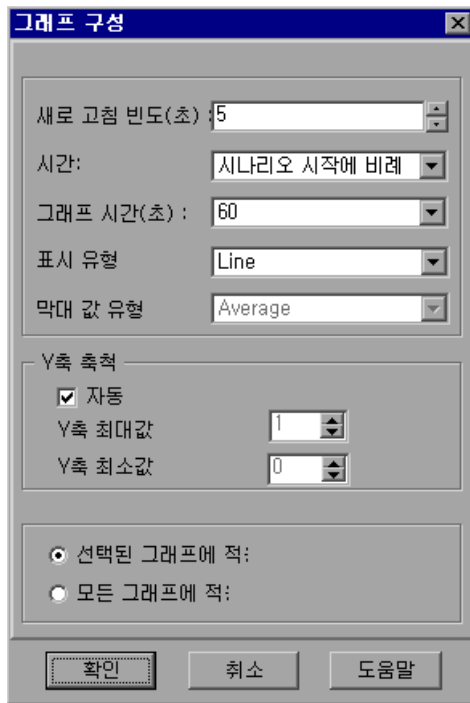 그래프 구성
새로 고침 빈도(초) : 5
시간: 시나리오 시작에 비례
그래프 시간(초) : 60
표시 유형 Line
막대 값 유형 Average
Y축 축척
자동
Y축 최대값 1
Y축 최소값 0
선택된 그래프에 적:
모든 그래프에 적:
확인 취소 도움말